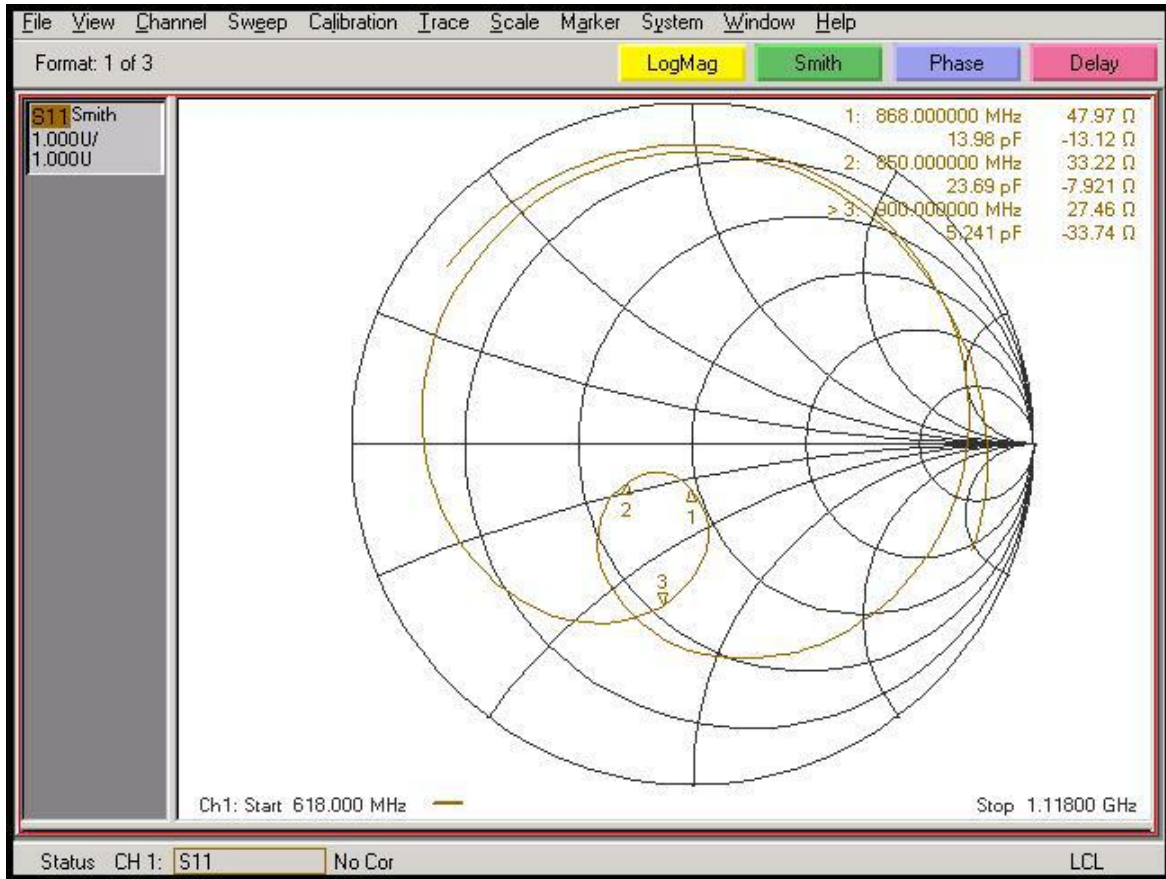 File View Channel Sweep Calibration Trace Scale Marker System Window Help
Format: 1 of 3 LogMag Smith Phase Delay
S11 Smith
1.000U/
1.000U
1: 868.000000 MHz 47.97 Ω
13.98 pF -13.12 Ω
2: 850.000000 MHz 33.22 Ω
23.69 pF -7.921 Ω
> 3: 900.000000 MHz 27.46 Ω
5.241 pF -33.74 Ω
2
1
3
Ch1: Start 618.000 MHz Stop 1.11800 GHz
Status CH 1: S11 No Cor LCL